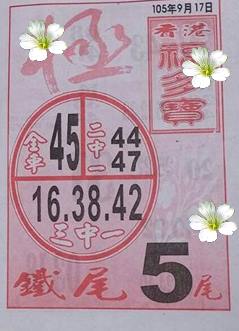 105年9月17日
極
香港
福多寶
全車 45
二中一 44 47
16.38.42
三中一
鐵尾 5尾